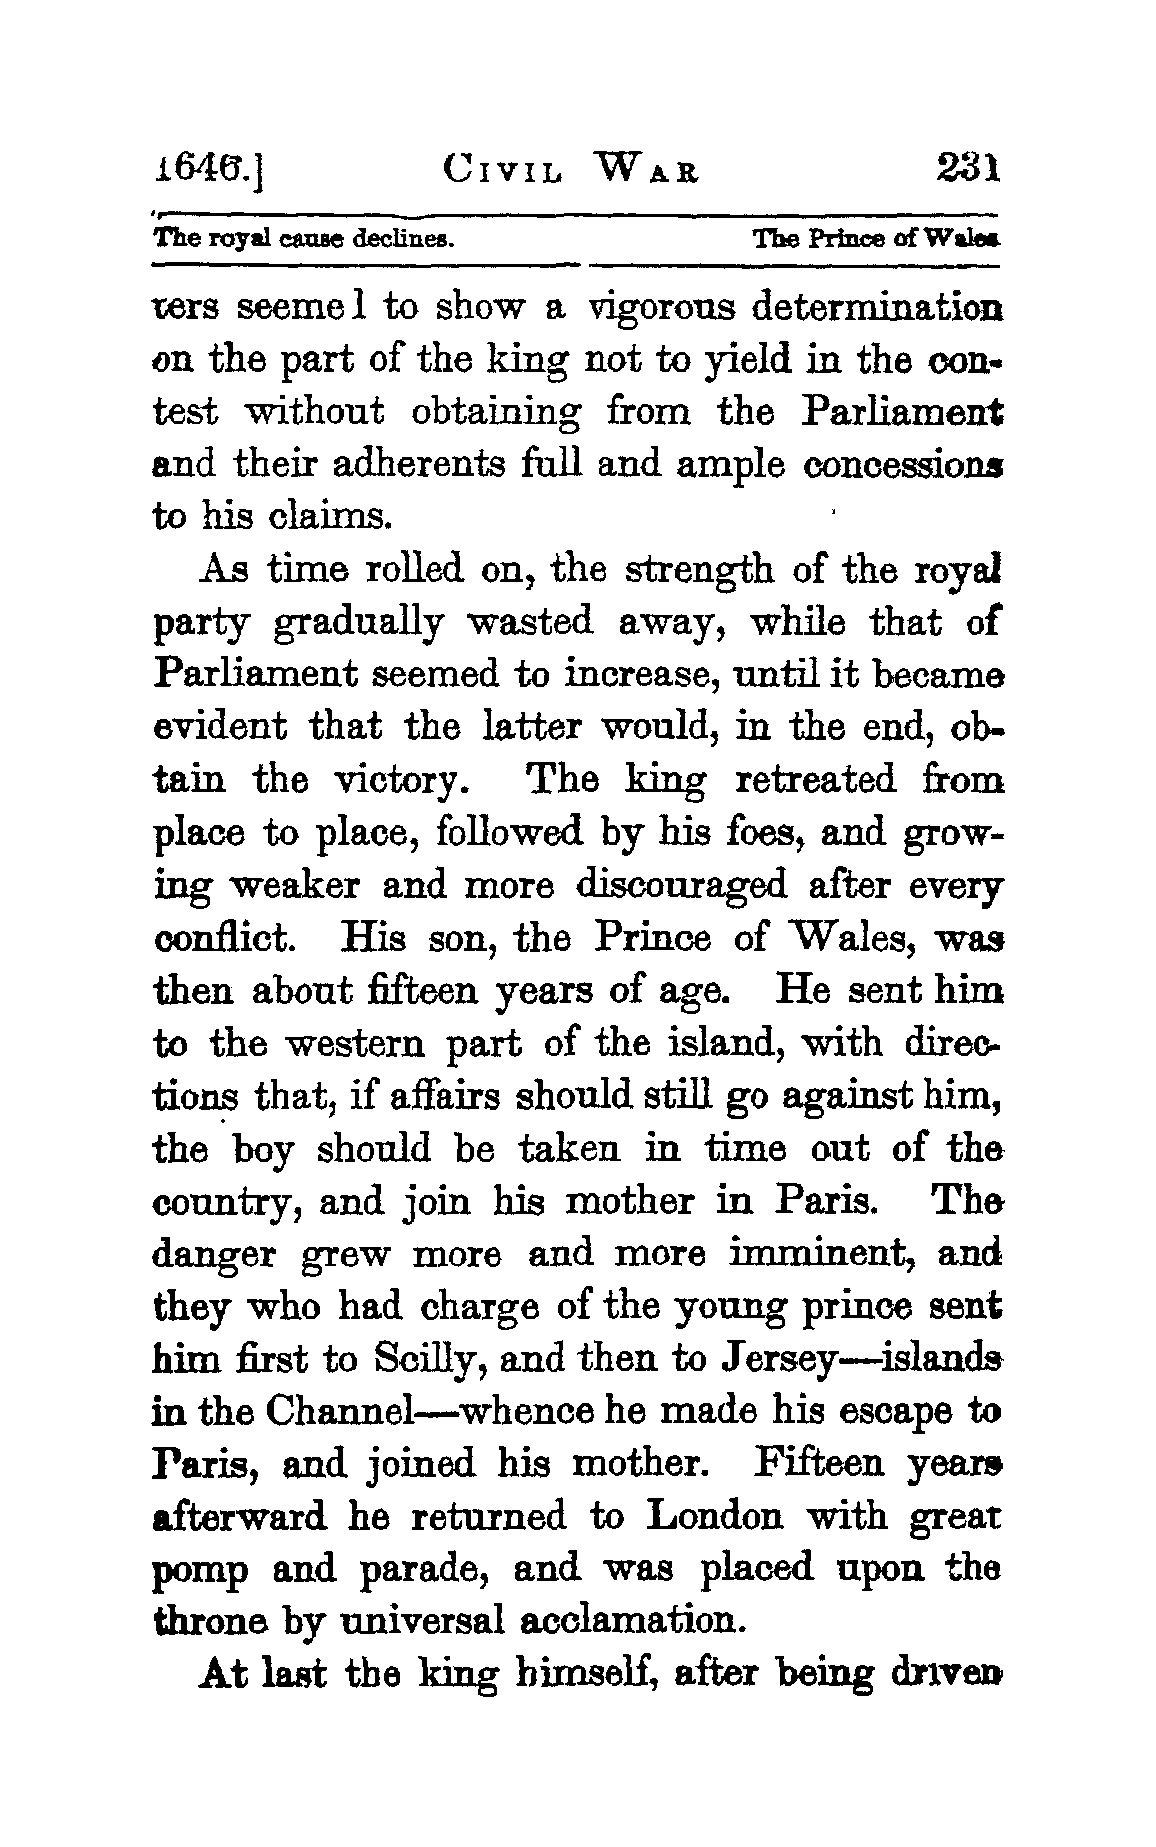 1646.] CIVIL WAR 231
The royal cause declines. The Prince of Wales.
ters seemel to show a vigorous determination
on the part of the king not to yield in the con-
test without obtaining from the Parliament
and their adherents full and ample concessions
to his claims.
As time rolled on, the strength of the royal
party gradually wasted away, while that of
Parliament seemed to increase, until it became
evident that the latter would, in the end, ob-
tain the victory. The king retreated from
place to place, followed by his foes, and grow-
ing weaker and more discouraged after every
conflict. His son, the Prince of Wales, was
then about fifteen years of age. He sent him
to the western part of the island, with direc-
tions that, if affairs should still go against him,
the boy should be taken in time out of the
country, and join his mother in Paris. The
danger grew more and more imminent, and
they who had charge of the young prince sent
him first to Scilly, and then to Jersey—islands
in the Channel—whence he made his escape to
Paris, and joined his mother. Fifteen years
afterward he returned to London with great
pomp and parade, and was placed upon the
throne by universal acclamation.
At last the king himself, after being driven